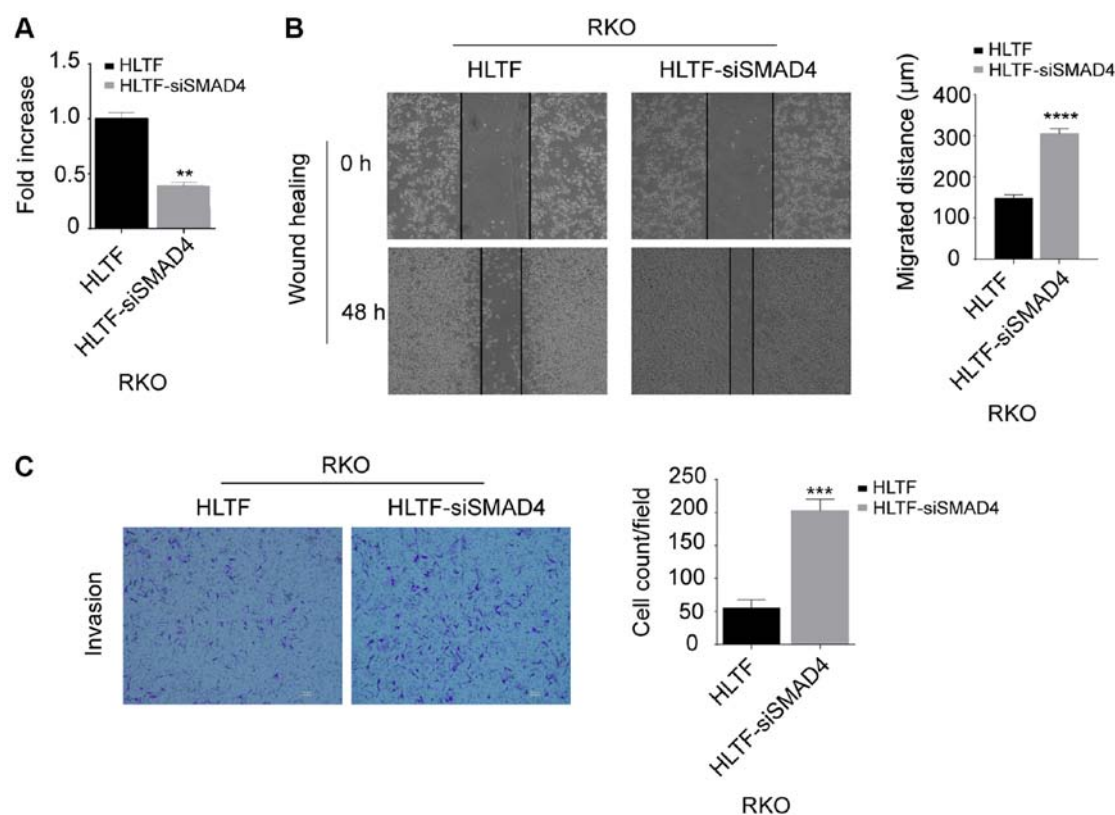 A
HLTF
HLTF-siSMAD4
Fold increase
1.5
1.0
0.5
0
**
HLTF
HLTF-siSMAD4
RKO
B
RKO
HLTF
HLTF-siSMAD4
Wound healing
0 h
48 h
HLTF
HLTF-siSMAD4
Migrated distance (μm)
400
300
200
100
0
****
HLTF
HLTF-siSMAD4
RKO
C
RKO
HLTF
HLTF-siSMAD4
Invasion
Cell count/field
250
200
150
100
50
0
***
HLTF
HLTF-siSMAD4
HLTF
HLTF-siSMAD4
RKO